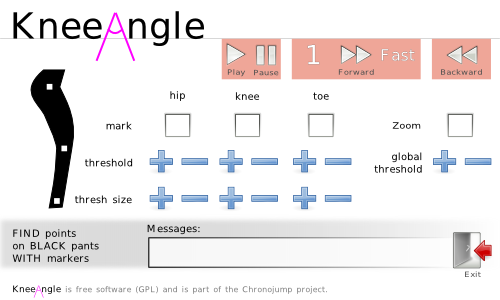 KneeAngle
Play Pause
1 Fast
Forward
Backward
hip knee toe
mark
Zoom
threshold
global
threshold
thresh size
FIND points
on BLACK pants
WITH markers
Messages:
Exit
KneeAngle is free software (GPL) and is part of the Chronojump project.